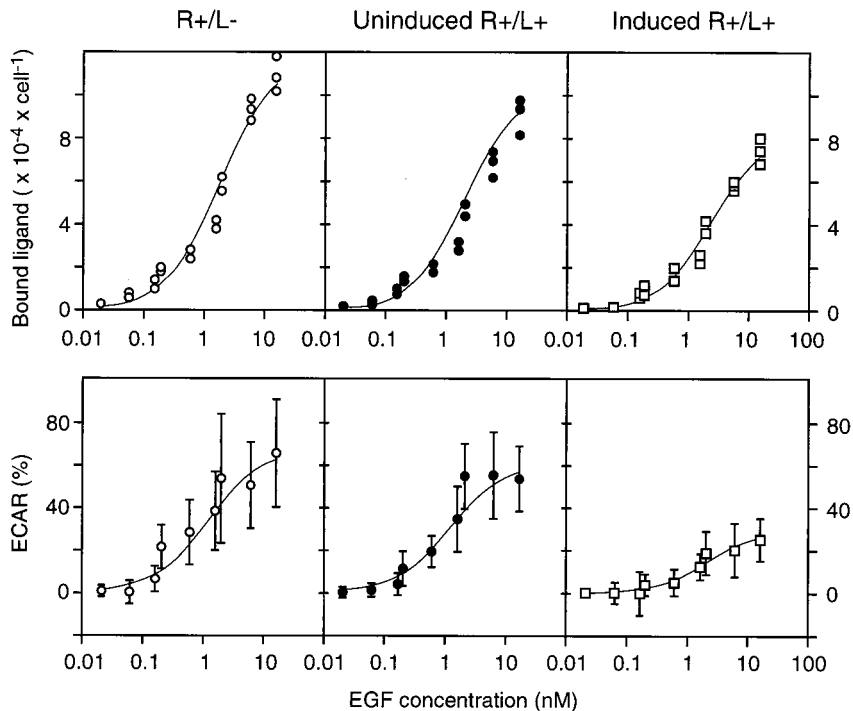 R+/L- Uninduced R+/L+ Induced R+/L+
Bound ligand ( x 10⁻⁴ x cell⁻¹)
8
4
0
8
4
0
0.01 0.1 1 10 0.01 0.1 1 10 0.01 0.1 1 10 100
ECAR (%)
80
40
0
80
40
0
0.01 0.1 1 10 0.01 0.1 1 10 0.01 0.1 1 10 100
EGF concentration (nM)